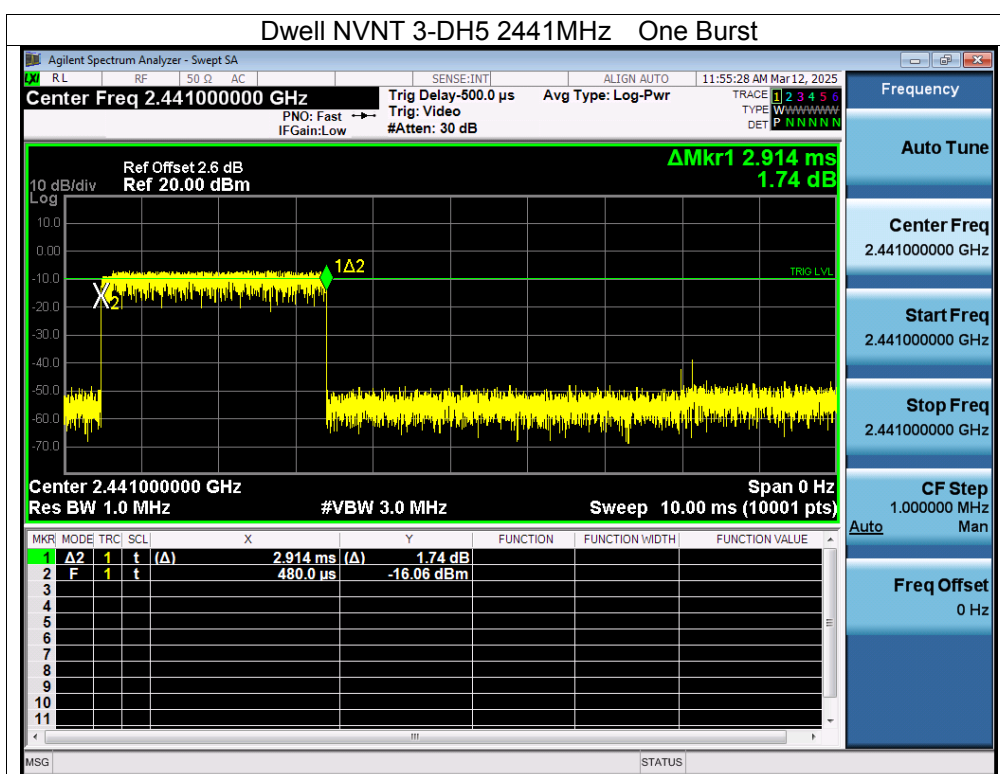 Dwell NVNT 3-DH5 2441MHz One Burst
Agilent Spectrum Analyzer - Swept SA
LXI RL RF 50 Ω AC SENSE:INT ALIGN AUTO 11:55:28 AM Mar 12, 2025
Center Freq 2.441000000 GHz Trig Delay-500.0 µs Avg Type: Log-Pwr TRACE 1 2 3 4 5 6
PNO: Fast Trig: Video TYPE WWWWWW
IFGain:Low #Atten: 30 dB DET P N N N N N
ΔMkr1 2.914 ms
1.74 dB
Ref Offset 2.6 dB
10 dB/div Ref 20.00 dBm
Log
10.0
0.00
-10.0
-20.0
-30.0
-40.0
-50.0
-60.0
-70.0
1Δ2
X2
TRIG LVL
Center 2.441000000 GHz Span 0 Hz
Res BW 1.0 MHz #VBW 3.0 MHz Sweep 10.00 ms (10001 pts)
MKR MODE TRC SCL X Y FUNCTION FUNCTION WIDTH FUNCTION VALUE
1 Δ2 1 t (Δ) 2.914 ms (Δ) 1.74 dB
2 F 1 t 480.0 µs -16.06 dBm
3
4
5
6
7
8
9
10
11
MSG STATUS
Frequency
Auto Tune
Center Freq
2.441000000 GHz
Start Freq
2.441000000 GHz
Stop Freq
2.441000000 GHz
CF Step
1.000000 MHz
Auto Man
Freq Offset
0 Hz